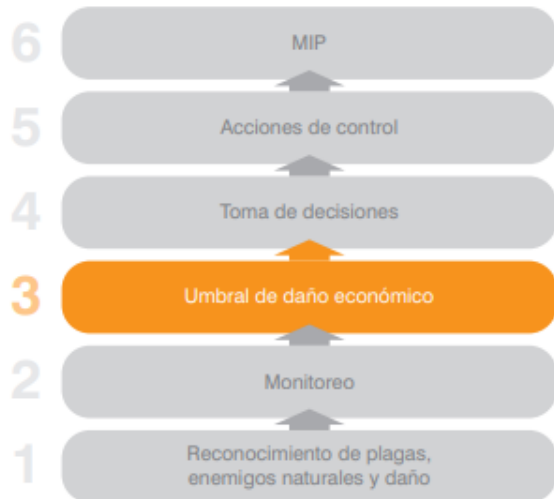 6
MIP
5
Acciones de control
4
Toma de decisiones
3
Umbral de daño económico
2
Monitoreo
1
Reconocimiento de plagas,
enemigos naturales y daño